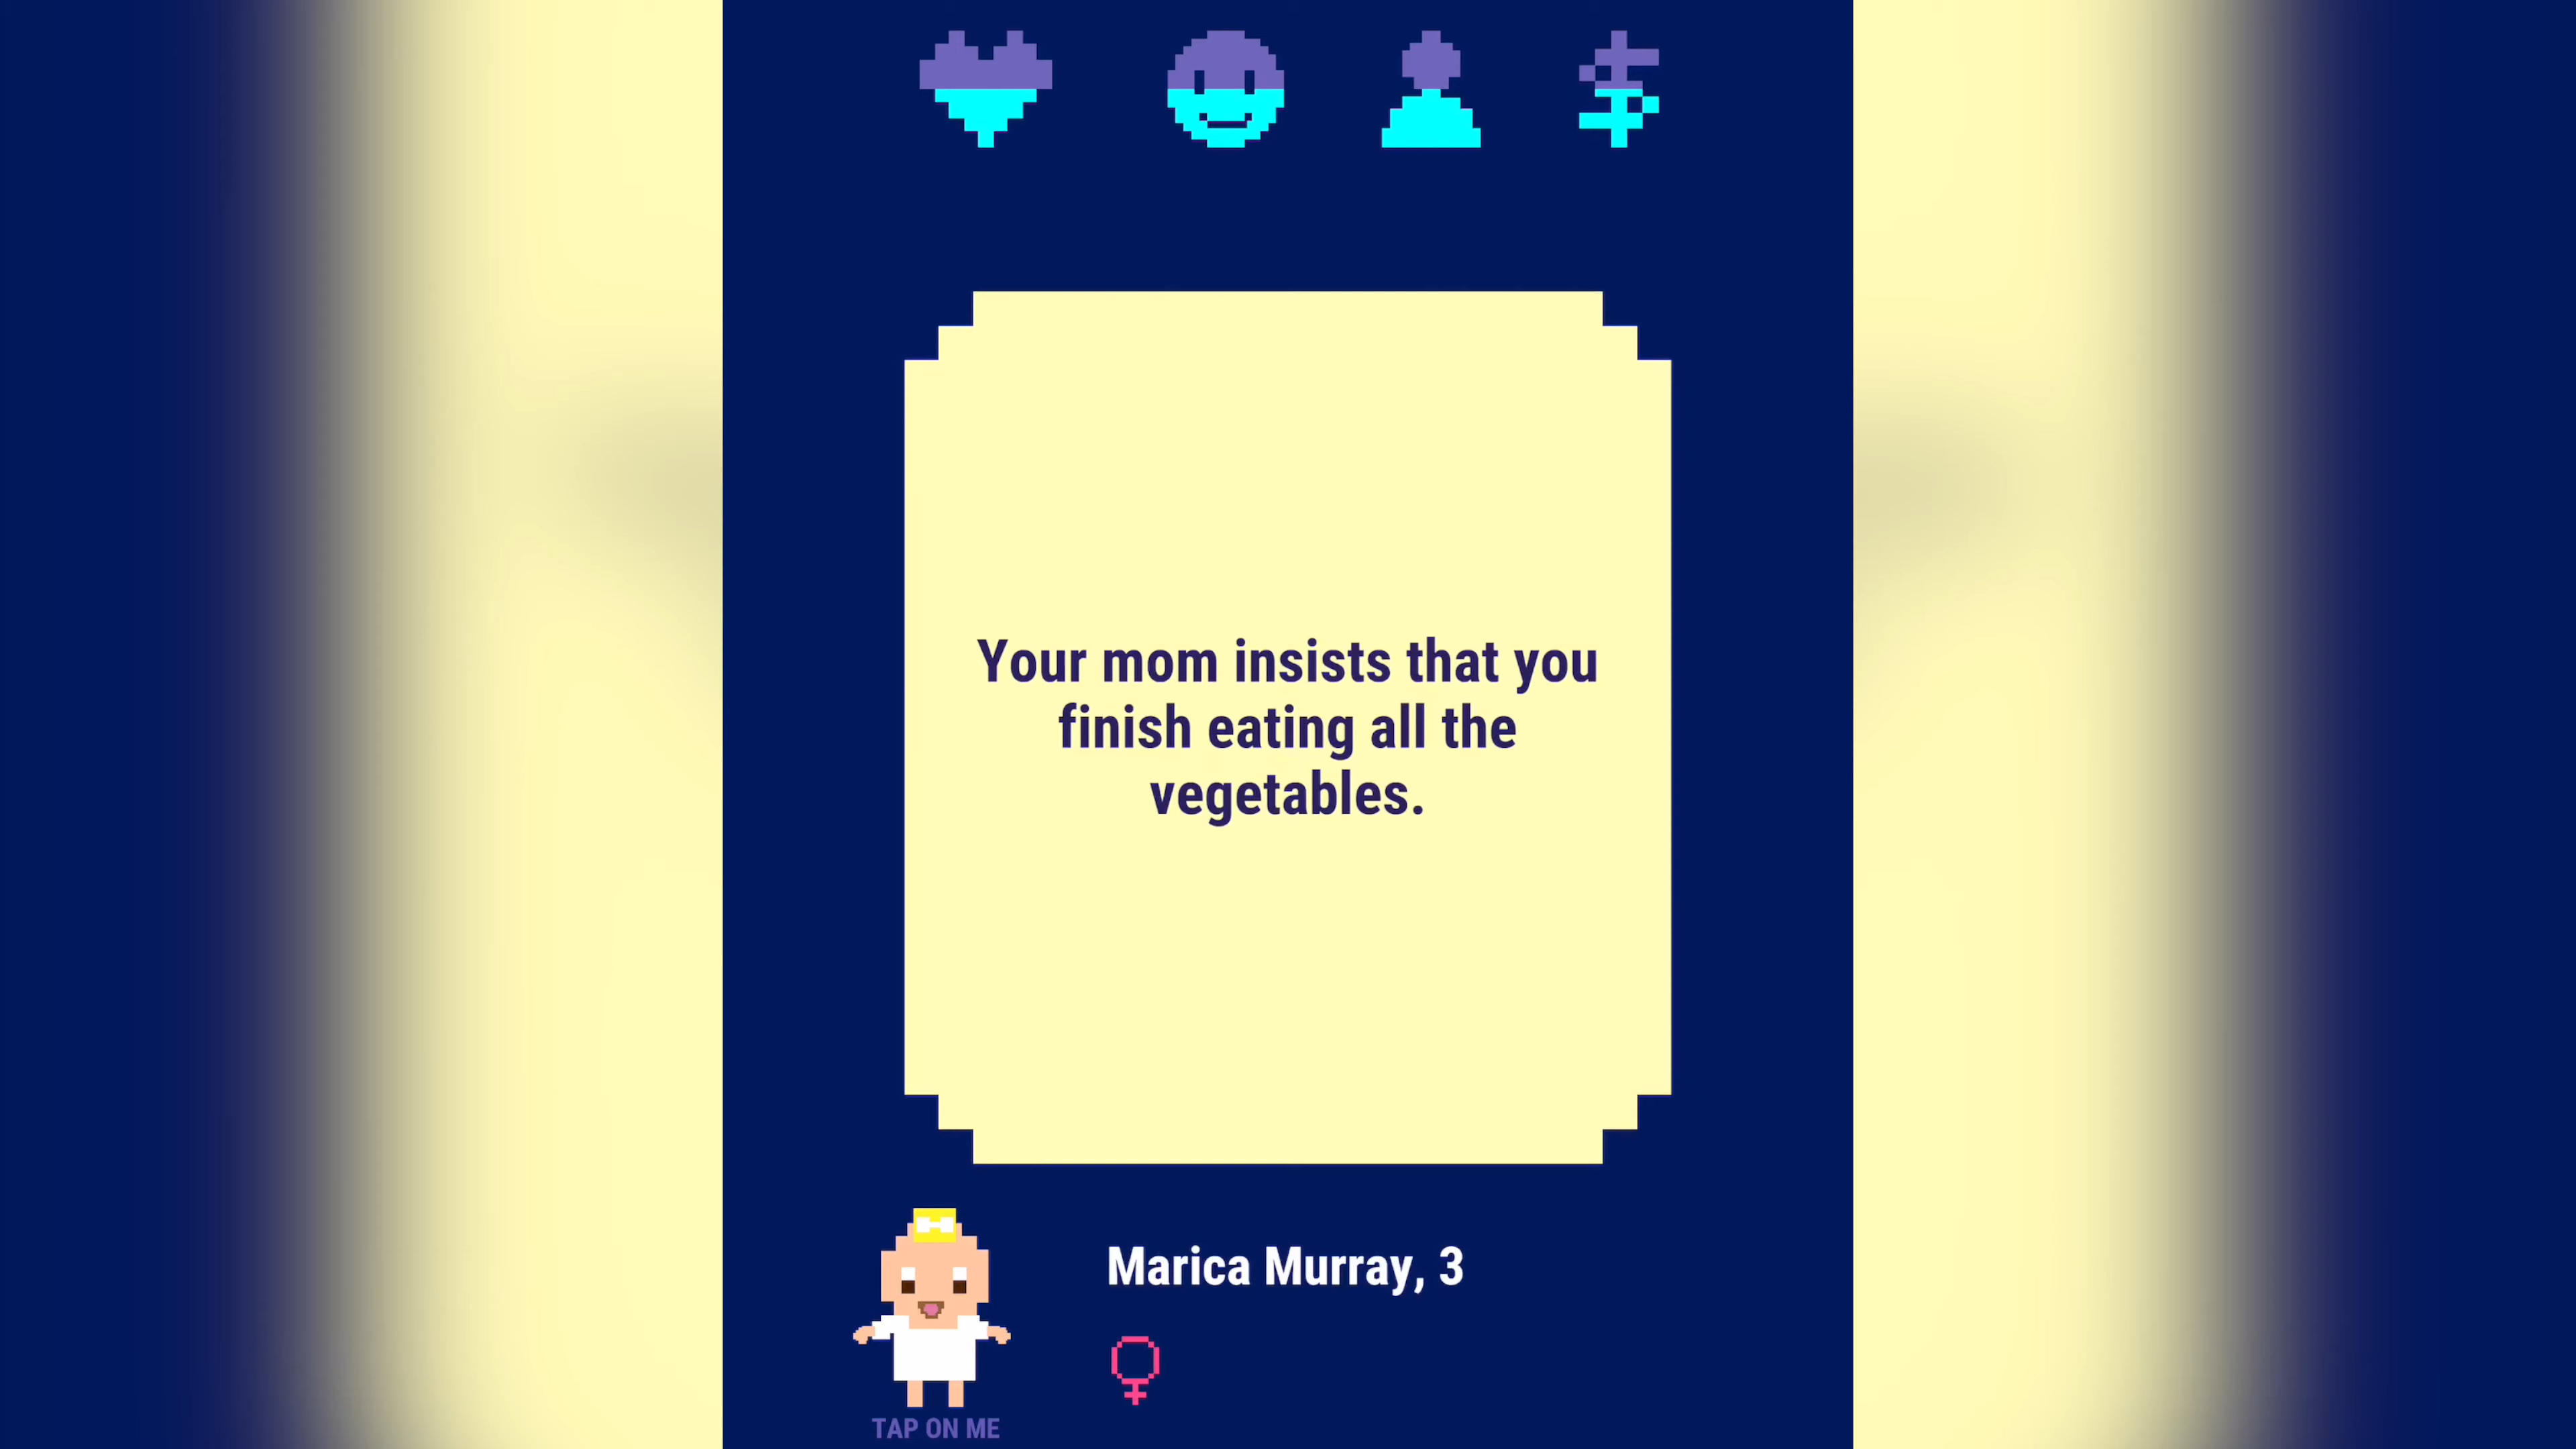 Your mom insists that you
finish eating all the
vegetables.
Marica Murray, 3
TAP ON ME